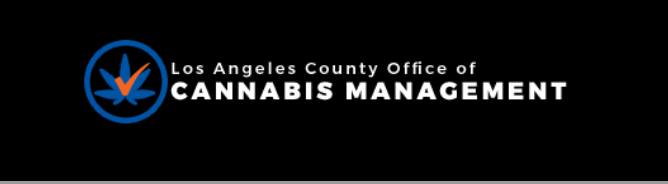 Los Angeles County Office of
CANNABIS MANAGEMENT